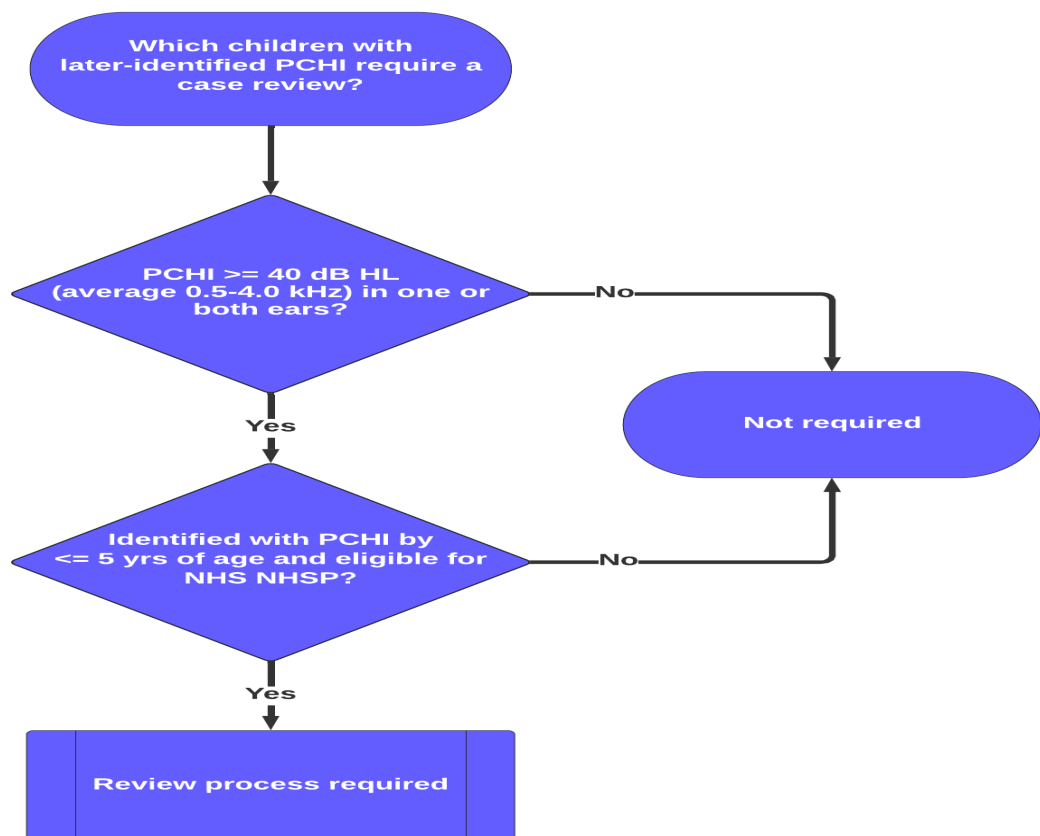 Which children with
later-identified PCHI require a
case review?
PCHI >= 40 dB HL
(average 0.5-4.0 kHz) in one or
both ears?
No
Not required
Yes
Identified with PCHI by
<= 5 yrs of age and eligible for
NHS NHSP?
No
Yes
Review process required